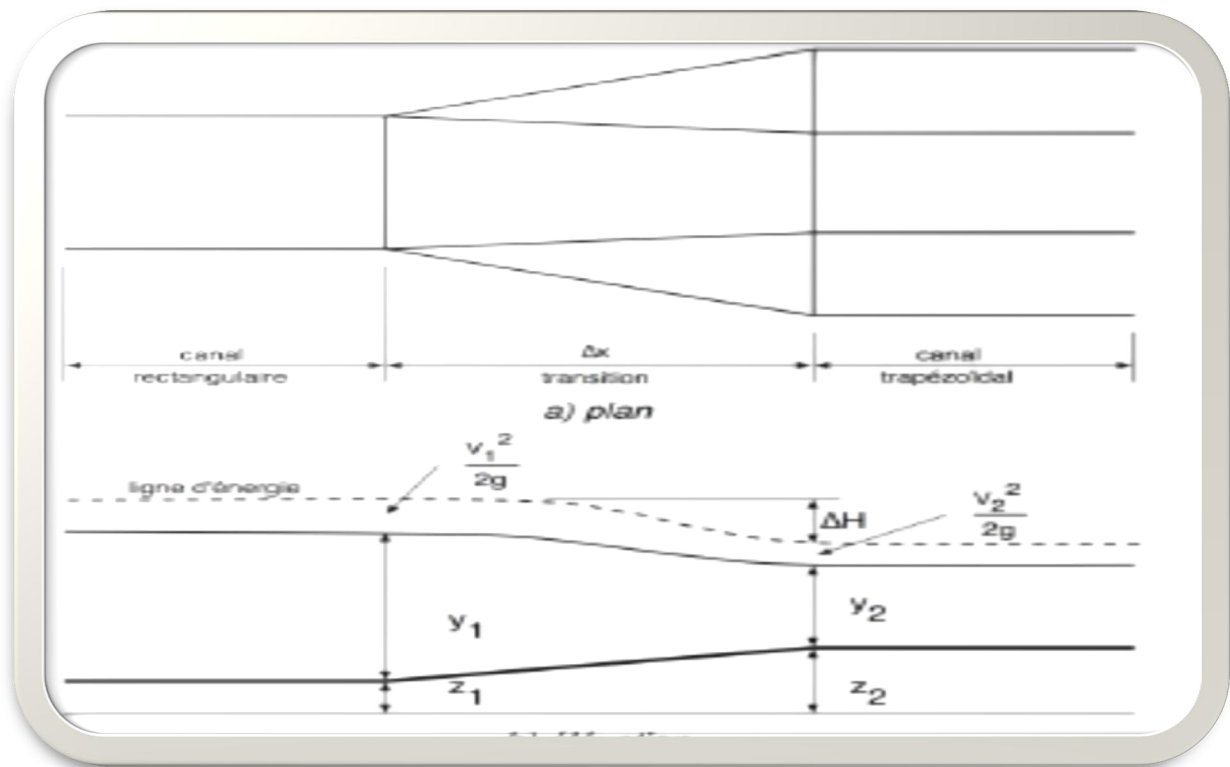 canal
rectangulaire
Δx
transition
canal
trapézoïdal
a) plan
ligne d'énergie
v₁²
2g
v₂²
2g
ΔH
y₁
y₂
z₁
z₂